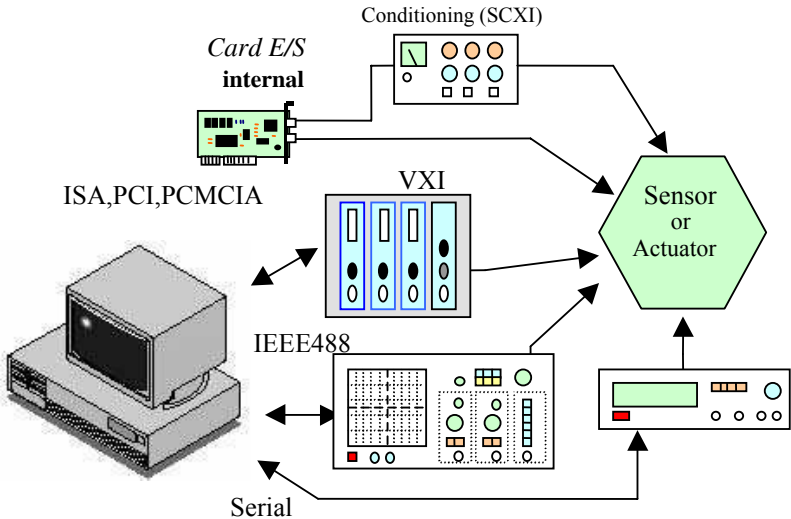 Conditioning (SCXI)
Card E/S
internal
ISA,PCI,PCMCIA
VXI
Sensor
or
Actuator
IEEE488
Serial